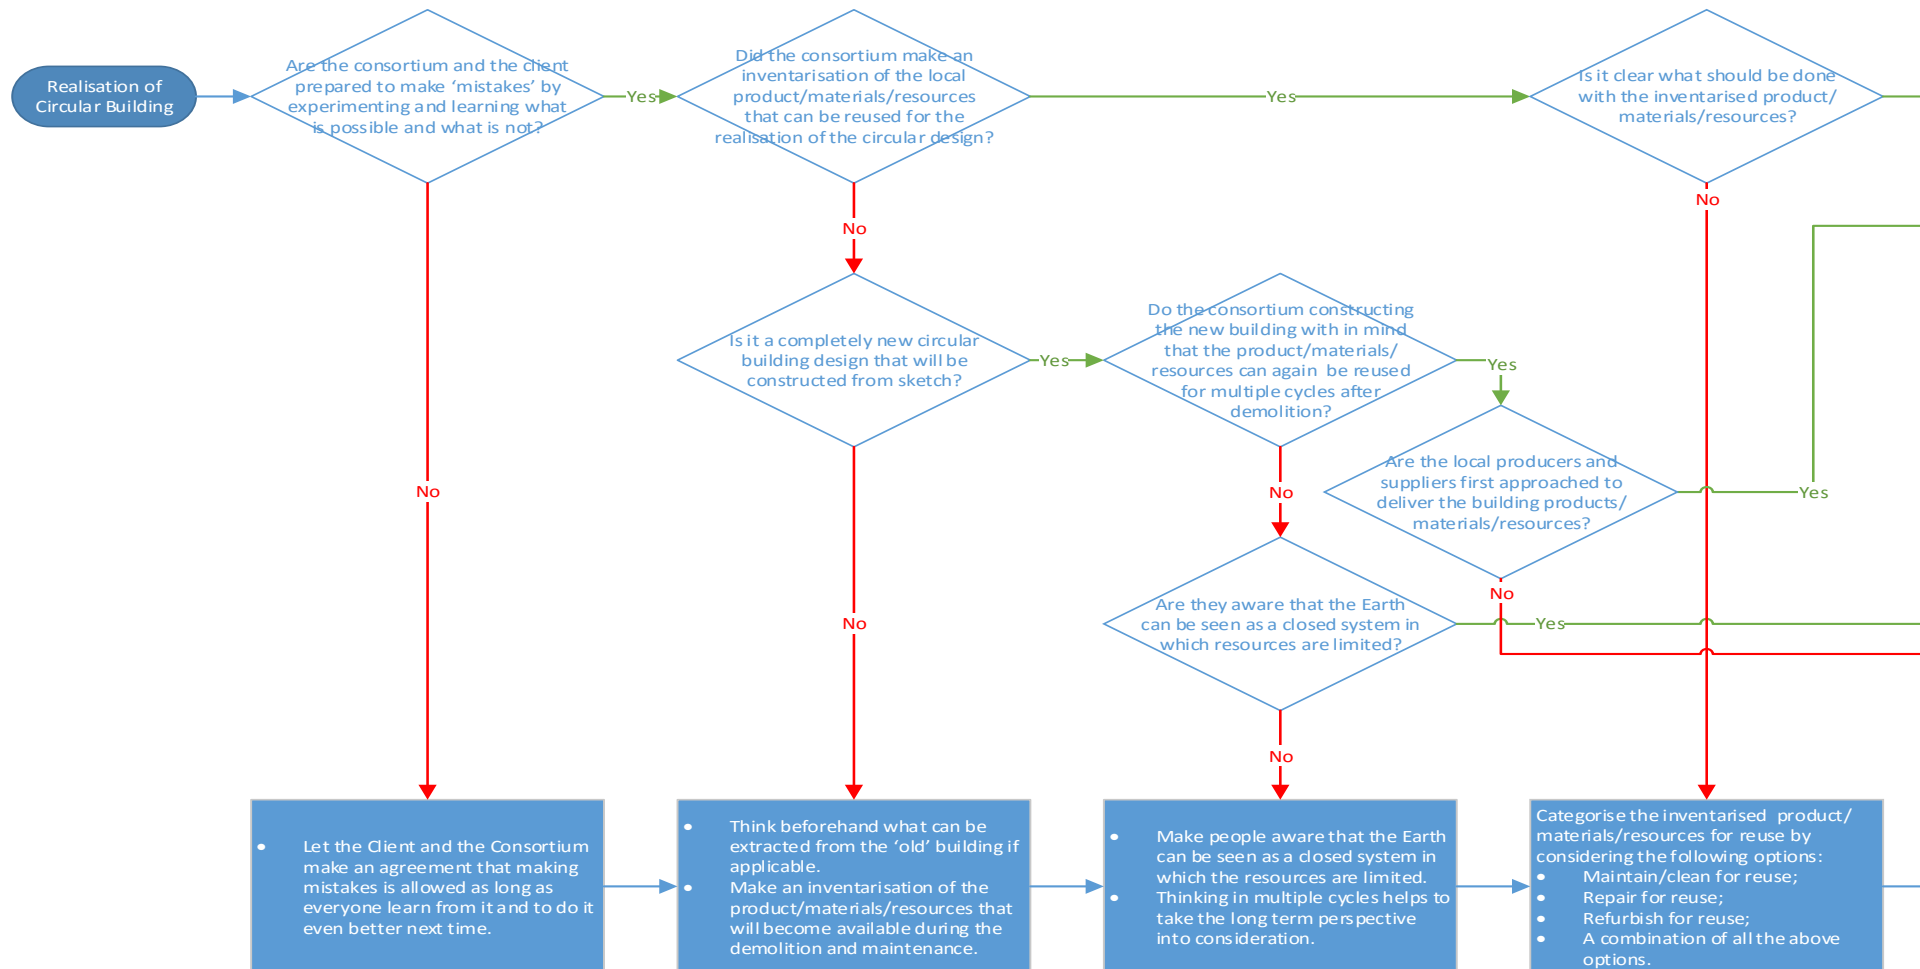 Realisation of
Circular Building
Are the consortium and the client
prepared to make ‘mistakes’ by
experimenting and learning what
is possible and what is not?
Yes
Did the consortium make an
inventarisation of the local
product/materials/resources
that can be reused for the
realisation of the circular design?
Yes
Is it clear what should be done
with the inventarised product/
materials/resources?
No
No
No
Is it a completely new circular
building design that will be
constructed from sketch?
Yes
Do the consortium constructing
the new building with in mind
that the product/materials/
resources can again be reused
for multiple cycles after
demolition?
Yes
No
Are the local producers and
suppliers first approached to
deliver the building products/
materials/resources?
Yes
No
No
Are they aware that the Earth
can be seen as a closed system in
which resources are limited?
Yes
No
• Let the Client and the Consortium
make an agreement that making
mistakes is allowed as long as
everyone learn from it and to do it
even better next time.
• Think beforehand what can be
extracted from the ‘old’ building if
applicable.
• Make an inventarisation of the
product/materials/resources that
will become available during the
demolition and maintenance.
• Make people aware that the Earth
can be seen as a closed system in
which the resources are limited.
• Thinking in multiple cycles helps to
take the long term perspective
into consideration.
Categorise the inventarised product/
materials/resources for reuse by
considering the following options:
• Maintain/clean for reuse;
• Repair for reuse;
• Refurbish for reuse;
• A combination of all the above
options.